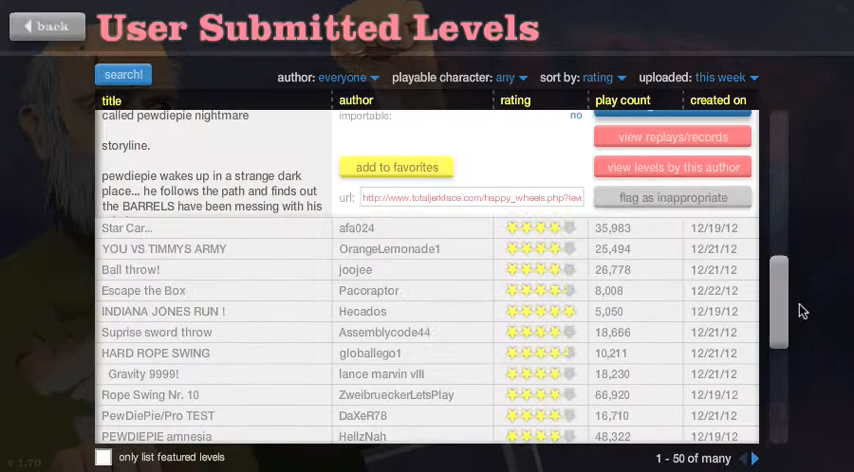 back
User Submitted Levels
search!
author: everyone playable character: any sort by: rating uploaded: this week
title author rating play count created on
called pewdiepie nightmare
importable: no
view replays/records
storyline.
add to favorites
view levels by this author
pewdiepie wakes up in a strange dark
place... he follows the path and finds out
the BARRELS have been messing with his
url: http://www.totaljerkface.com/happy_wheels.php?lev
flag as inappropriate
Star Car... afa024 35,983 12/19/12
YOU VS TIMMYS ARMY OrangeLemonade1 25,494 12/21/12
Ball throw! joojee 26,778 12/21/12
Escape the Box Pacoraptor 8,008 12/22/12
INDIANA JONES RUN ! Hecados 5,050 12/19/12
Suprise sword throw Assemblycode44 18,666 12/21/12
HARD ROPE SWING globallego1 10,211 12/21/12
Gravity 9999! lance marvin vIII 18,230 12/21/12
Rope Swing Nr. 10 ZweibrueckerLetsPlay 66,920 12/19/12
PewDiePie/Pro TEST DaXeR78 16,710 12/21/12
PEWDIEPIE amnesia HellzNah 48,322 12/19/12
only list featured levels
1 - 50 of many
v 1.70